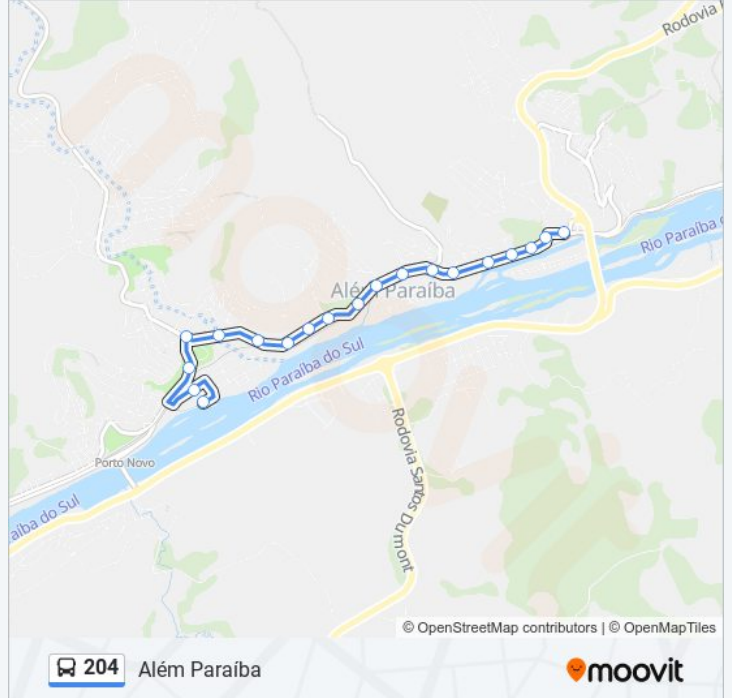 Rodovia
Rio Paraíba d
Além Paraíba
Rio Paraíba do Sul
Rodovia Santos Dumont
Porto Novo
aíba do Sul
© OpenStreetMap contributors | © OpenMapTiles
204 Além Paraíba
moovit